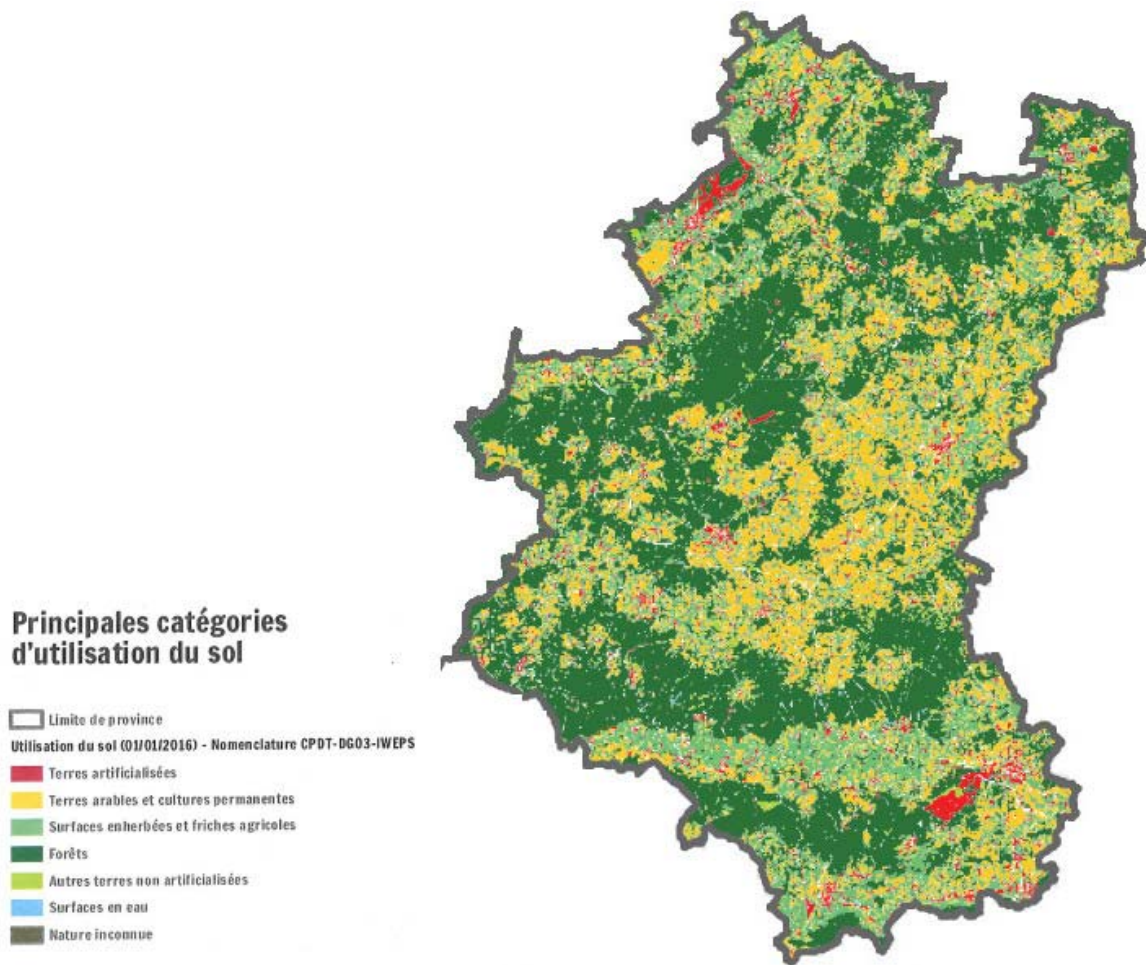 Principales catégories
d'utilisation du sol
Limite de province
Utilisation du sol (01/01/2016) - Nomenclature CPDT-DGO3-IWEPS
Terres artificialisées
Terres arables et cultures permanentes
Surfaces enherbées et friches agricoles
Forêts
Autres terres non artificialisées
Surfaces en eau
Nature inconnue